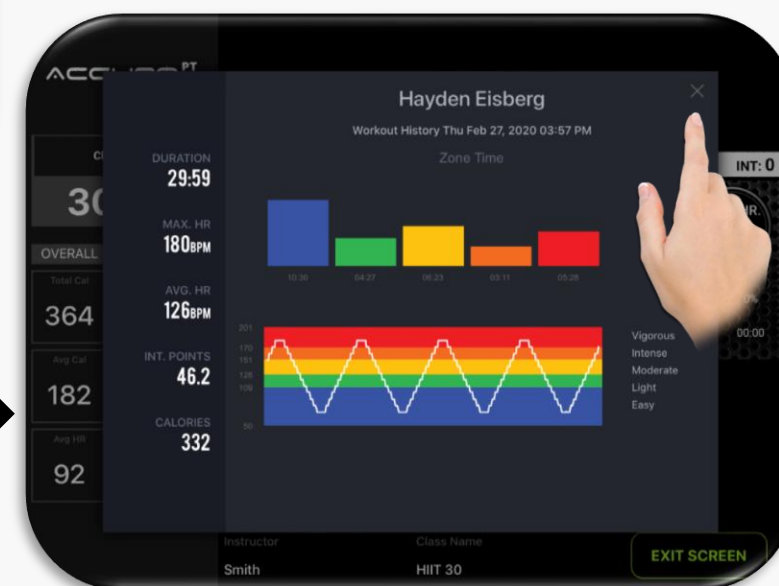 PT
Hayden Eisberg
Workout History Thu Feb 27, 2020 03:57 PM
Zone Time
DURATION
29:59
MAX. HR
180BPM
AVG. HR
126BPM
INT. POINTS
46.2
CALORIES
332
10:30 04:27 06:23 03:11 05:28
201
170
151
128
109
50
Vigorous
Intense
Moderate
Light
Easy
OVERALL
Total Cal
364
Avg Cal
182
Avg HR
92
INT: 0
00:00
Instructor
Smith
Class Name
HIIT 30
EXIT SCREEN